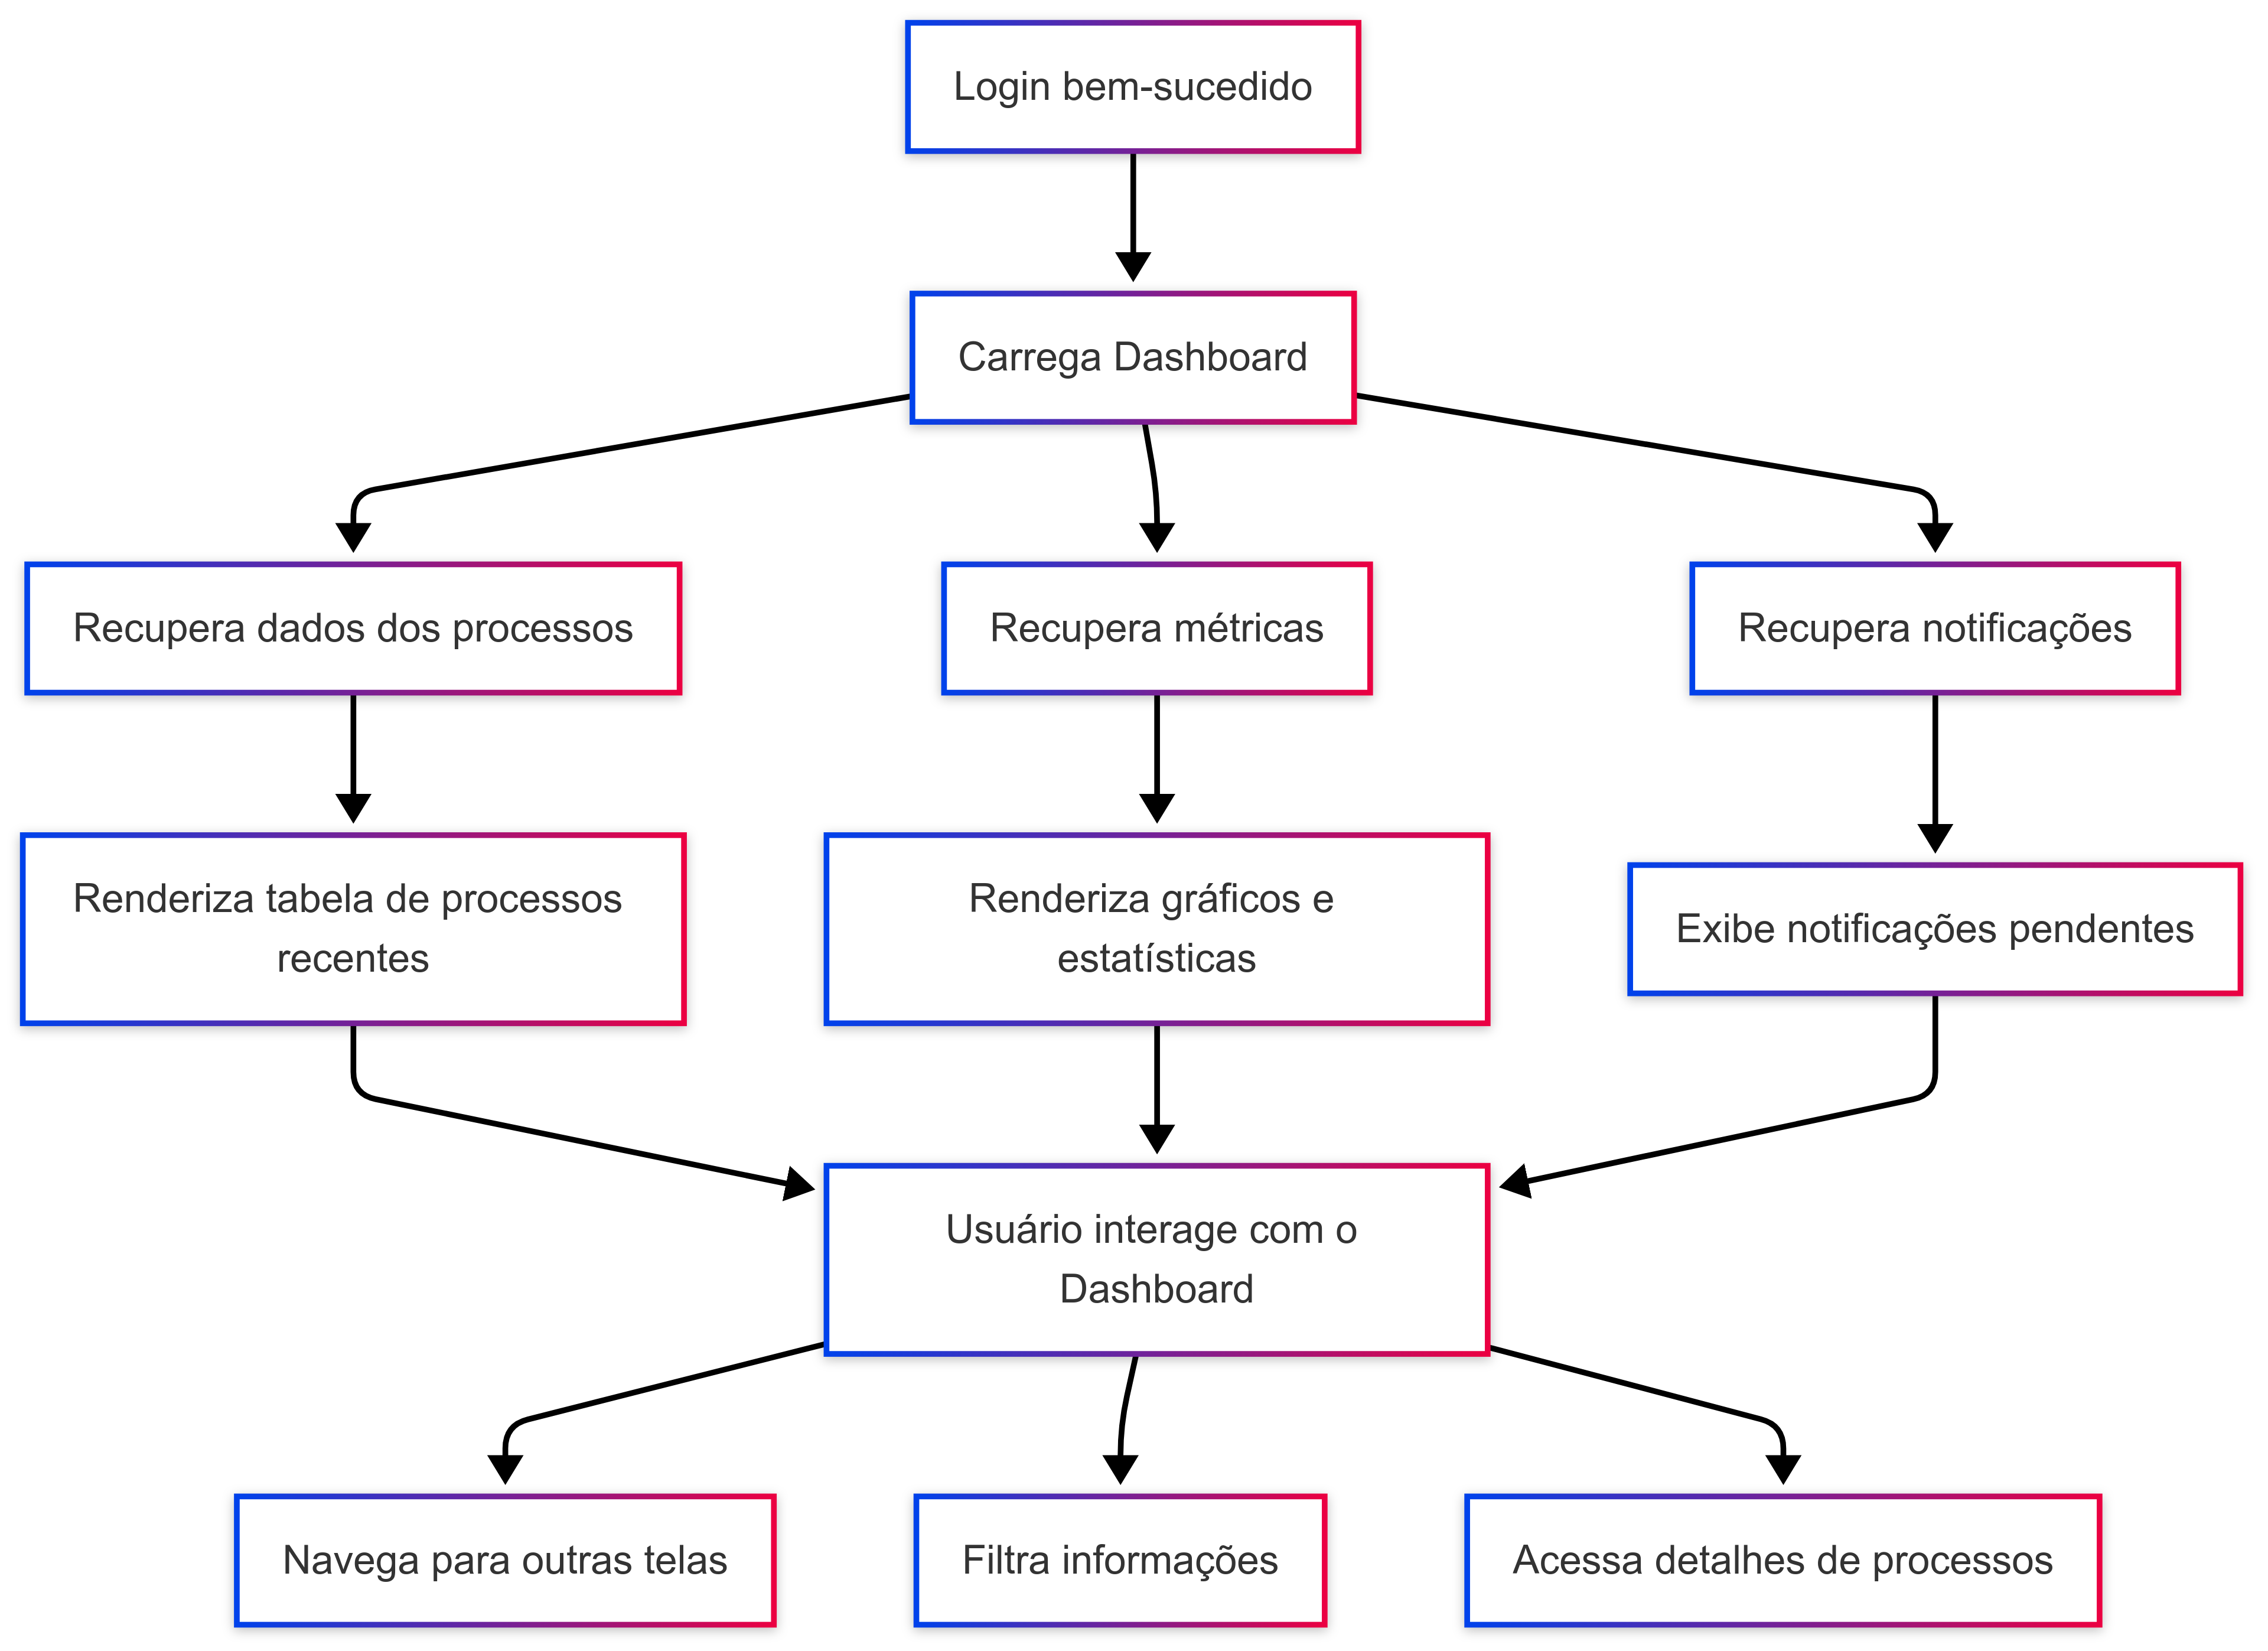 Login bem-sucedido
Carrega Dashboard
Recupera dados dos processos
Recupera métricas
Recupera notificações
Renderiza tabela de processos
recentes
Renderiza gráficos e
estatísticas
Exibe notificações pendentes
Usuário interage com o
Dashboard
Navega para outras telas
Filtra informações
Acessa detalhes de processos